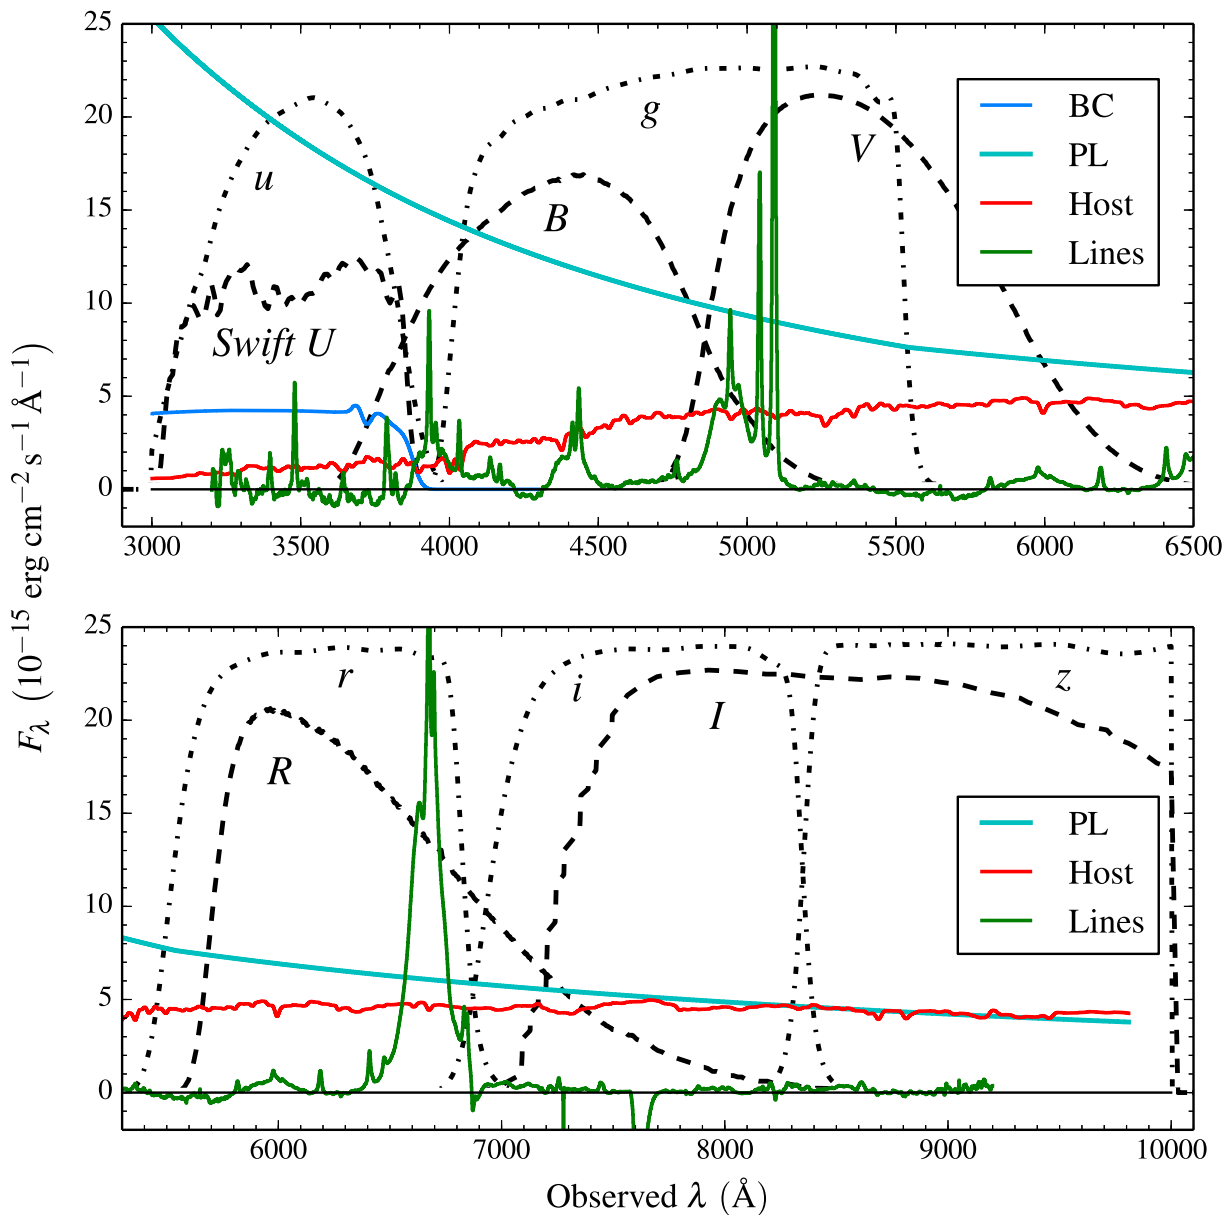 25
20
15
10
5
0
u
Swift U
B
g
V
BC
PL
Host
Lines
3000 3500 4000 4500 5000 5500 6000 6500
F_λ (10^−15 erg cm^−2 s^−1 Å^−1)
25
20
15
10
5
0
r
R
i
I
z
PL
Host
Lines
6000 7000 8000 9000 10000
Observed λ (Å)